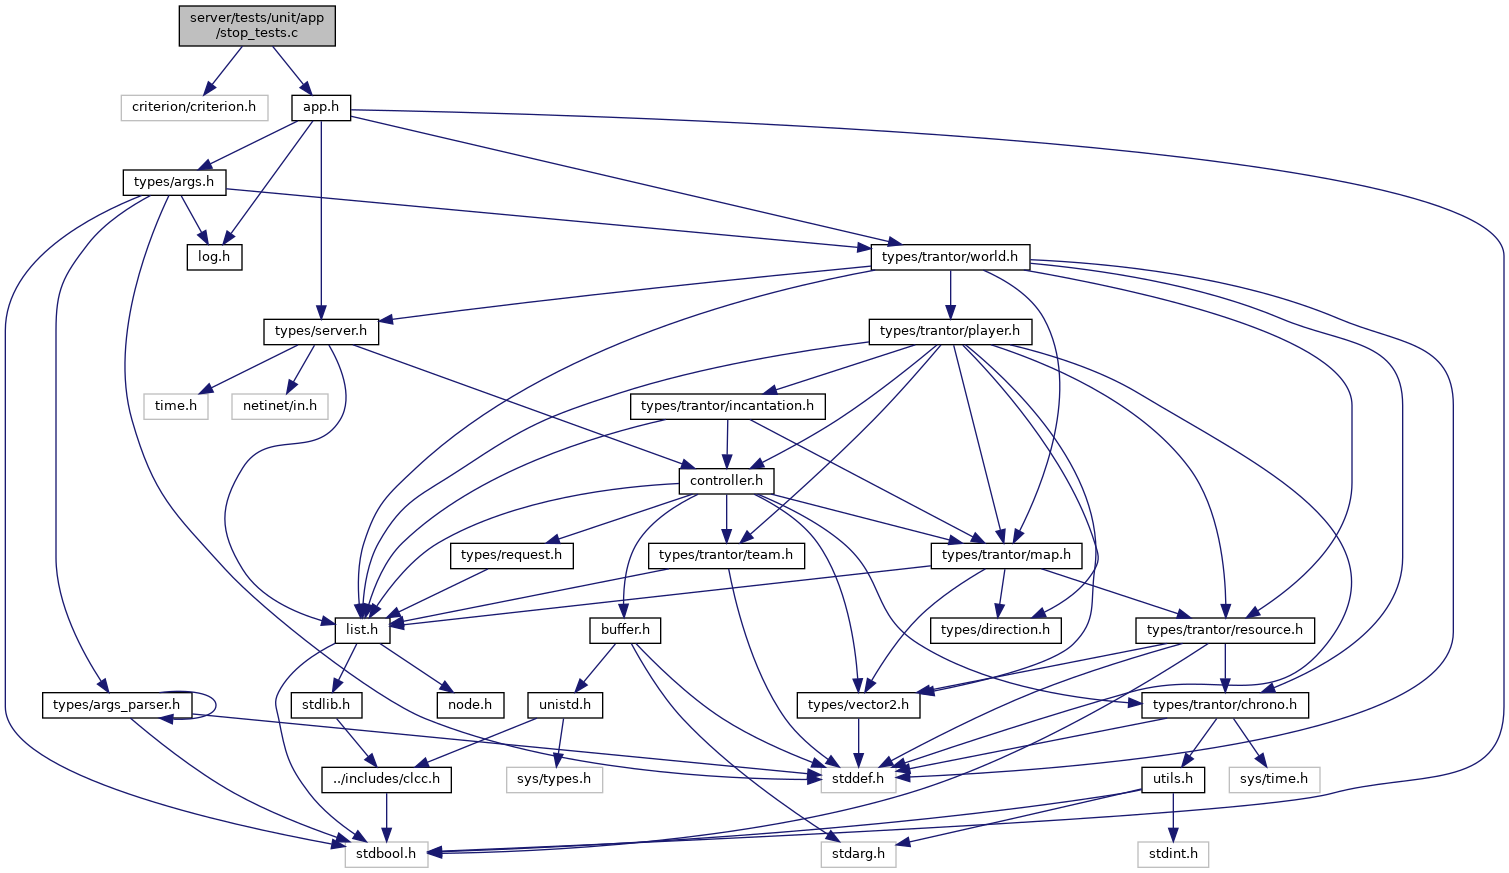 server/tests/unit/app
/stop_tests.c
criterion/criterion.h
app.h
types/args.h
log.h
types/trantor/world.h
types/server.h
types/trantor/player.h
time.h
netinet/in.h
types/trantor/incantation.h
controller.h
types/request.h
types/trantor/team.h
types/trantor/map.h
list.h
buffer.h
types/direction.h
types/trantor/resource.h
types/args_parser.h
stdlib.h
node.h
unistd.h
types/vector2.h
types/trantor/chrono.h
../includes/clcc.h
sys/types.h
stddef.h
utils.h
sys/time.h
stdbool.h
stdarg.h
stdint.h